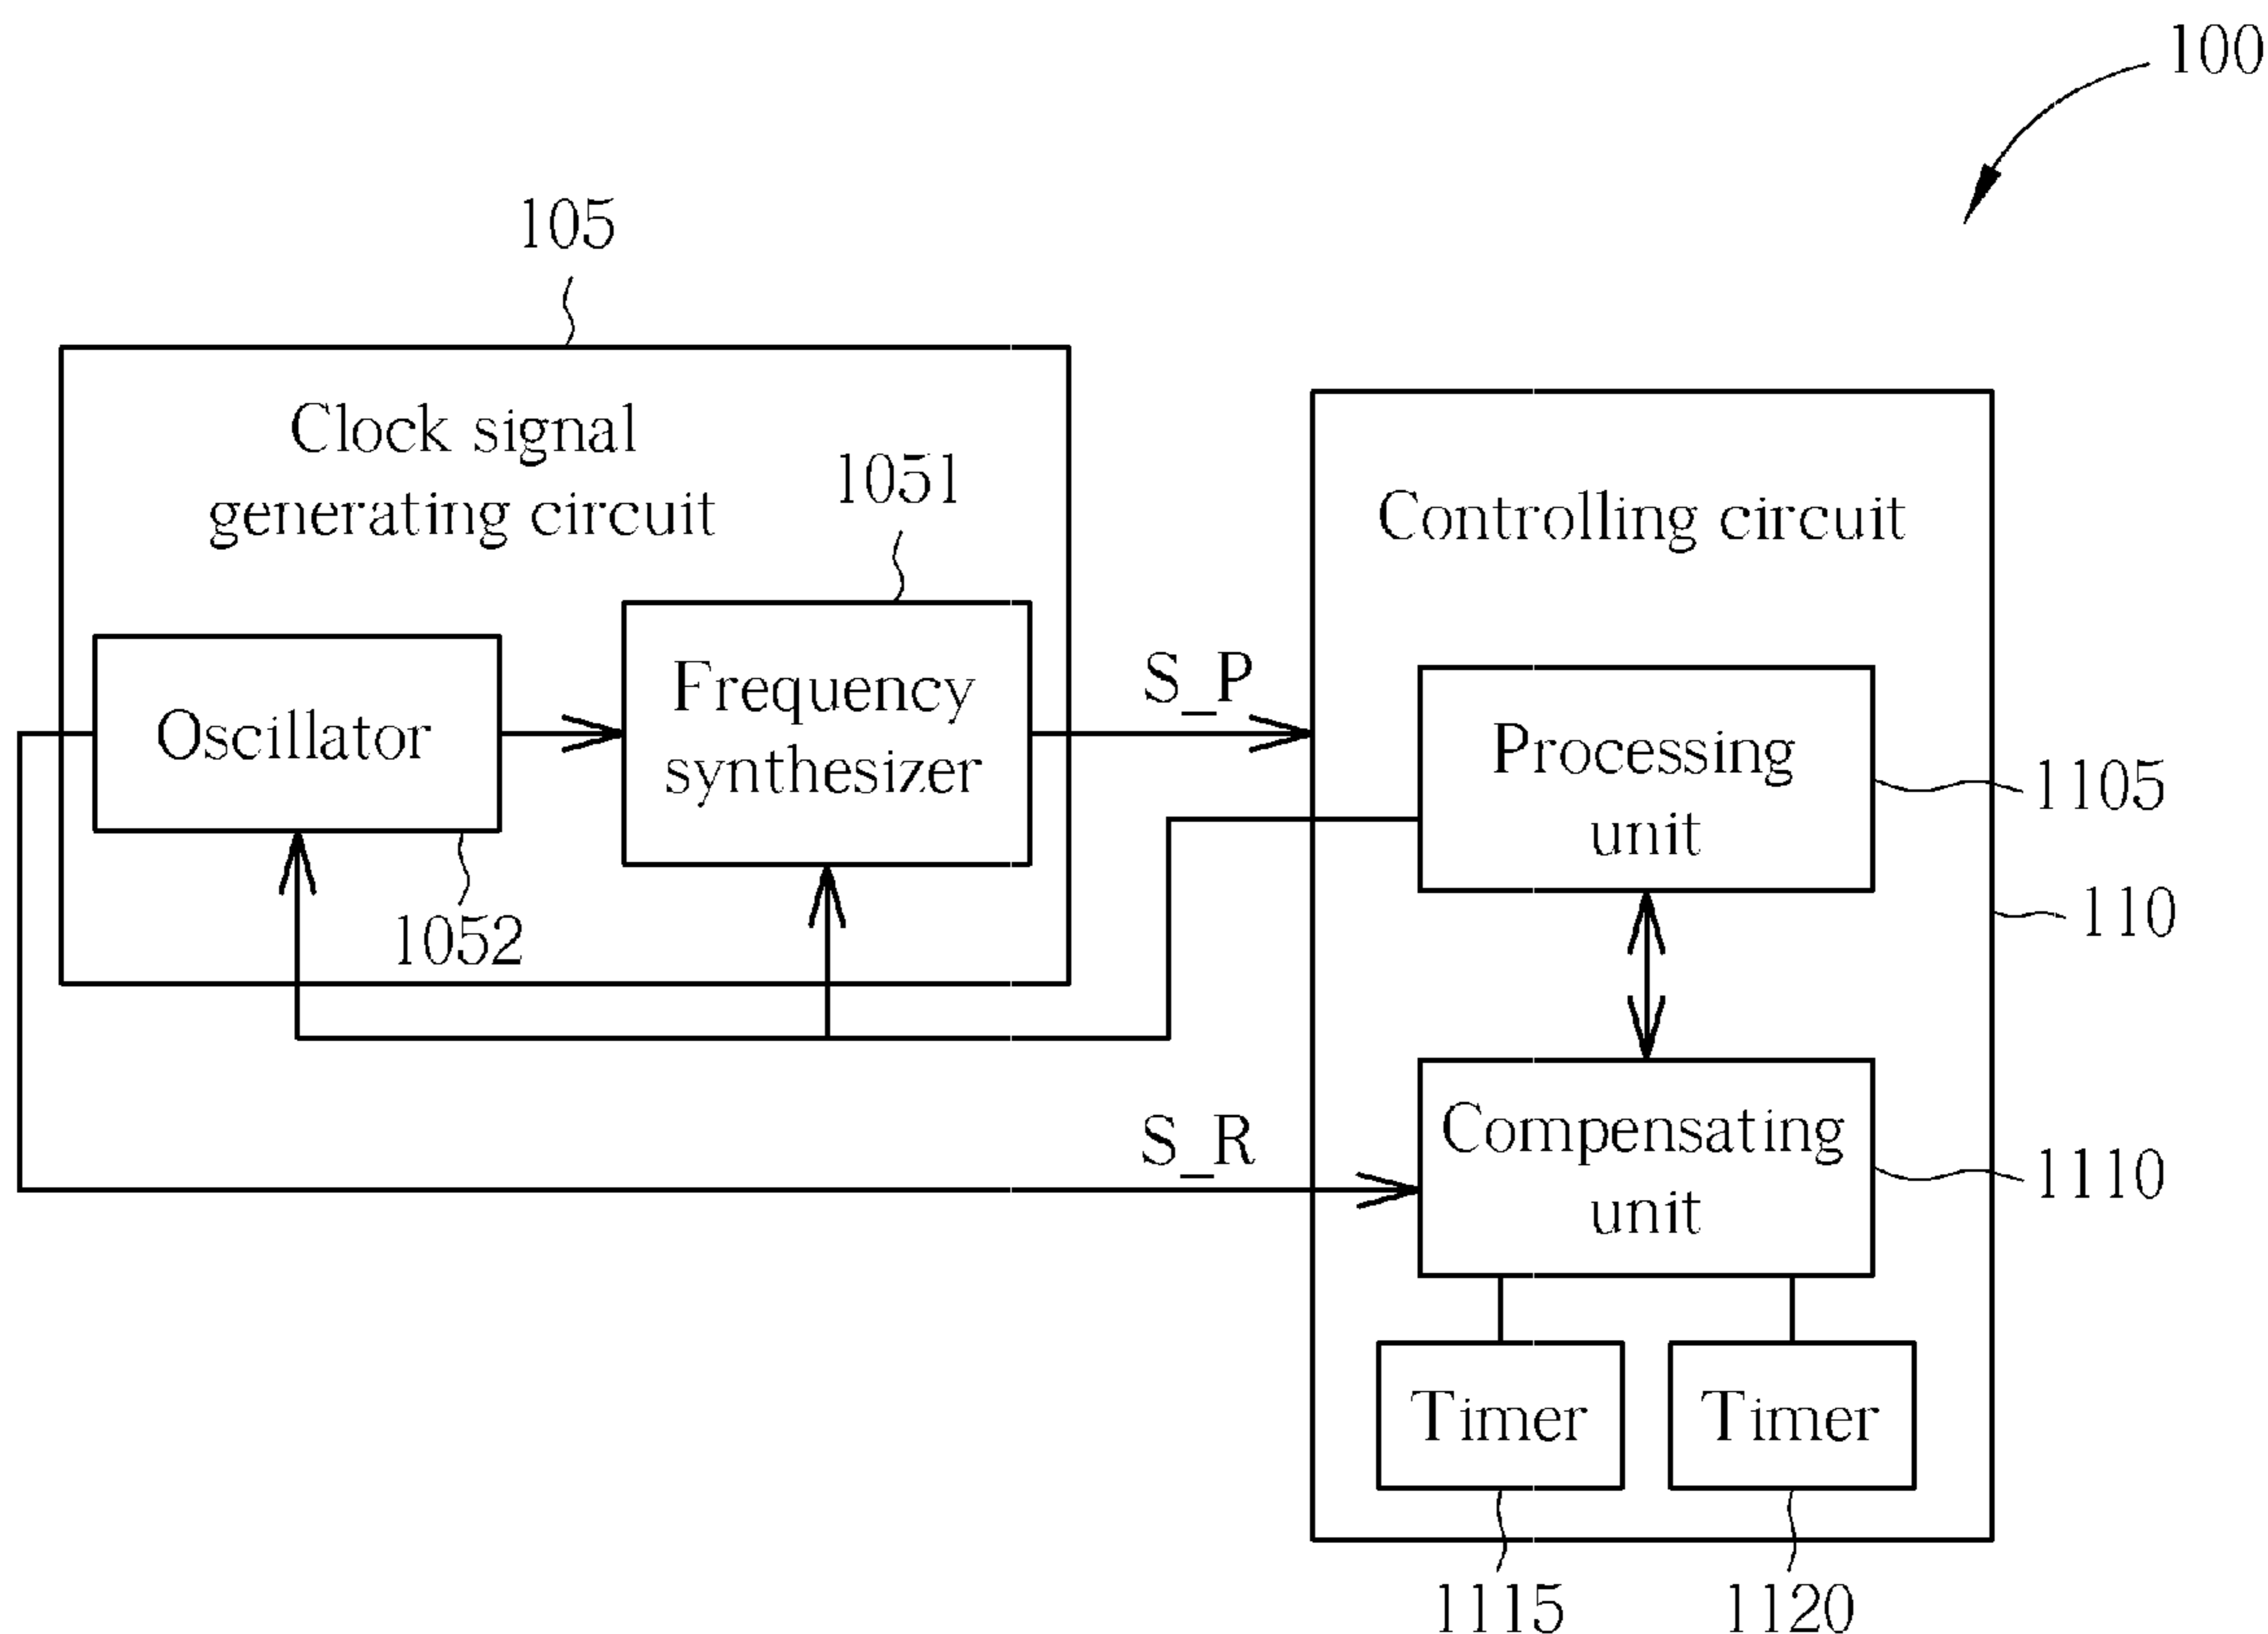 100
105
Clock signal
generating circuit
1051
Controlling circuit
Oscillator
Frequency
synthesizer
S_P
Processing
unit
1105
1052
110
S_R
Compensating
unit
1110
Timer
Timer
1115
1120